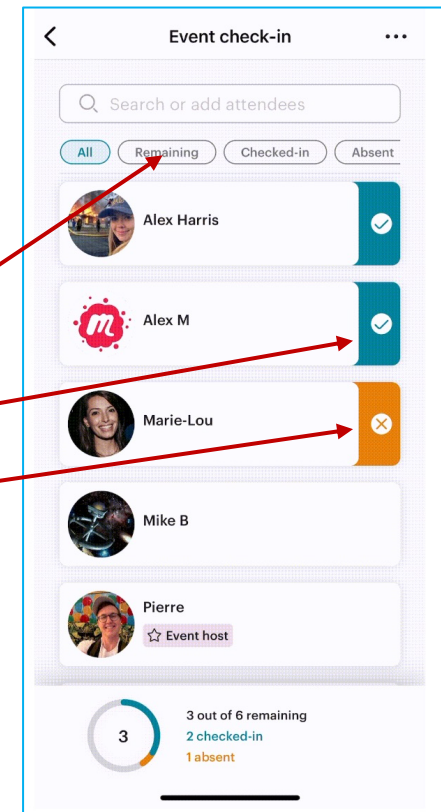 Event check-in
Search or add attendees
All Remaining Checked-in Absent
Alex Harris
m
Alex M
Marie-Lou
Mike B
Pierre
Event host
3
3 out of 6 remaining
2 checked-in
1 absent